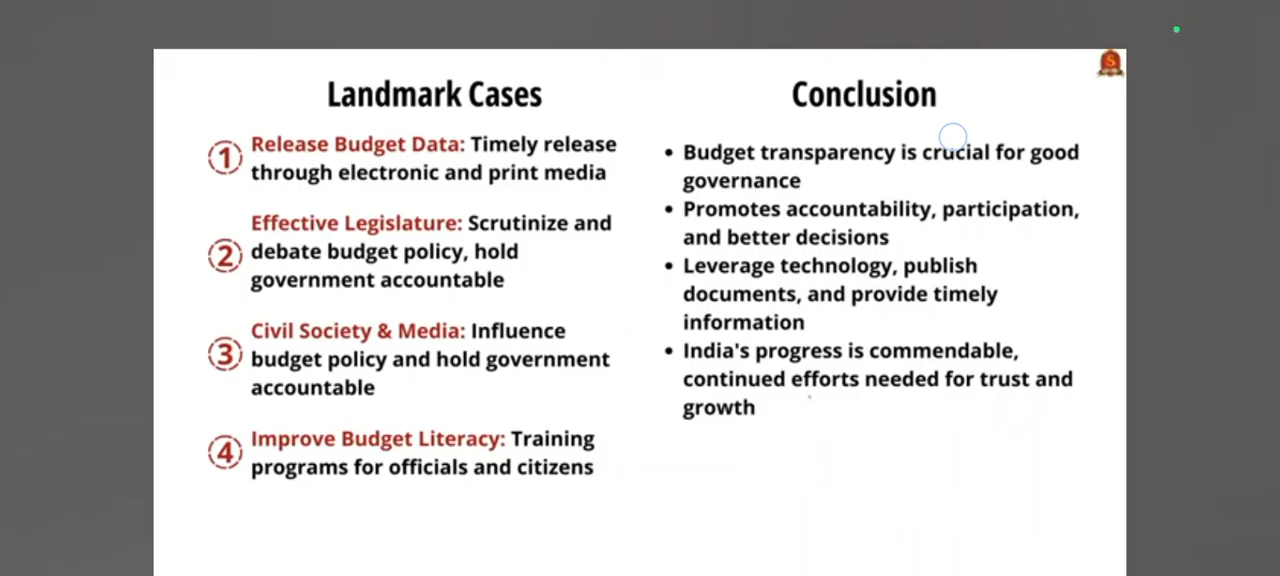 Landmark Cases
1
Release Budget Data: Timely release
through electronic and print media
2
Effective Legislature: Scrutinize and
debate budget policy, hold
government accountable
3
Civil Society & Media: Influence
budget policy and hold government
accountable
4
Improve Budget Literacy: Training
programs for officials and citizens
Conclusion
• Budget transparency is crucial for good
governance
• Promotes accountability, participation,
and better decisions
• Leverage technology, publish
documents, and provide timely
information
• India's progress is commendable,
continued efforts needed for trust and
growth
S